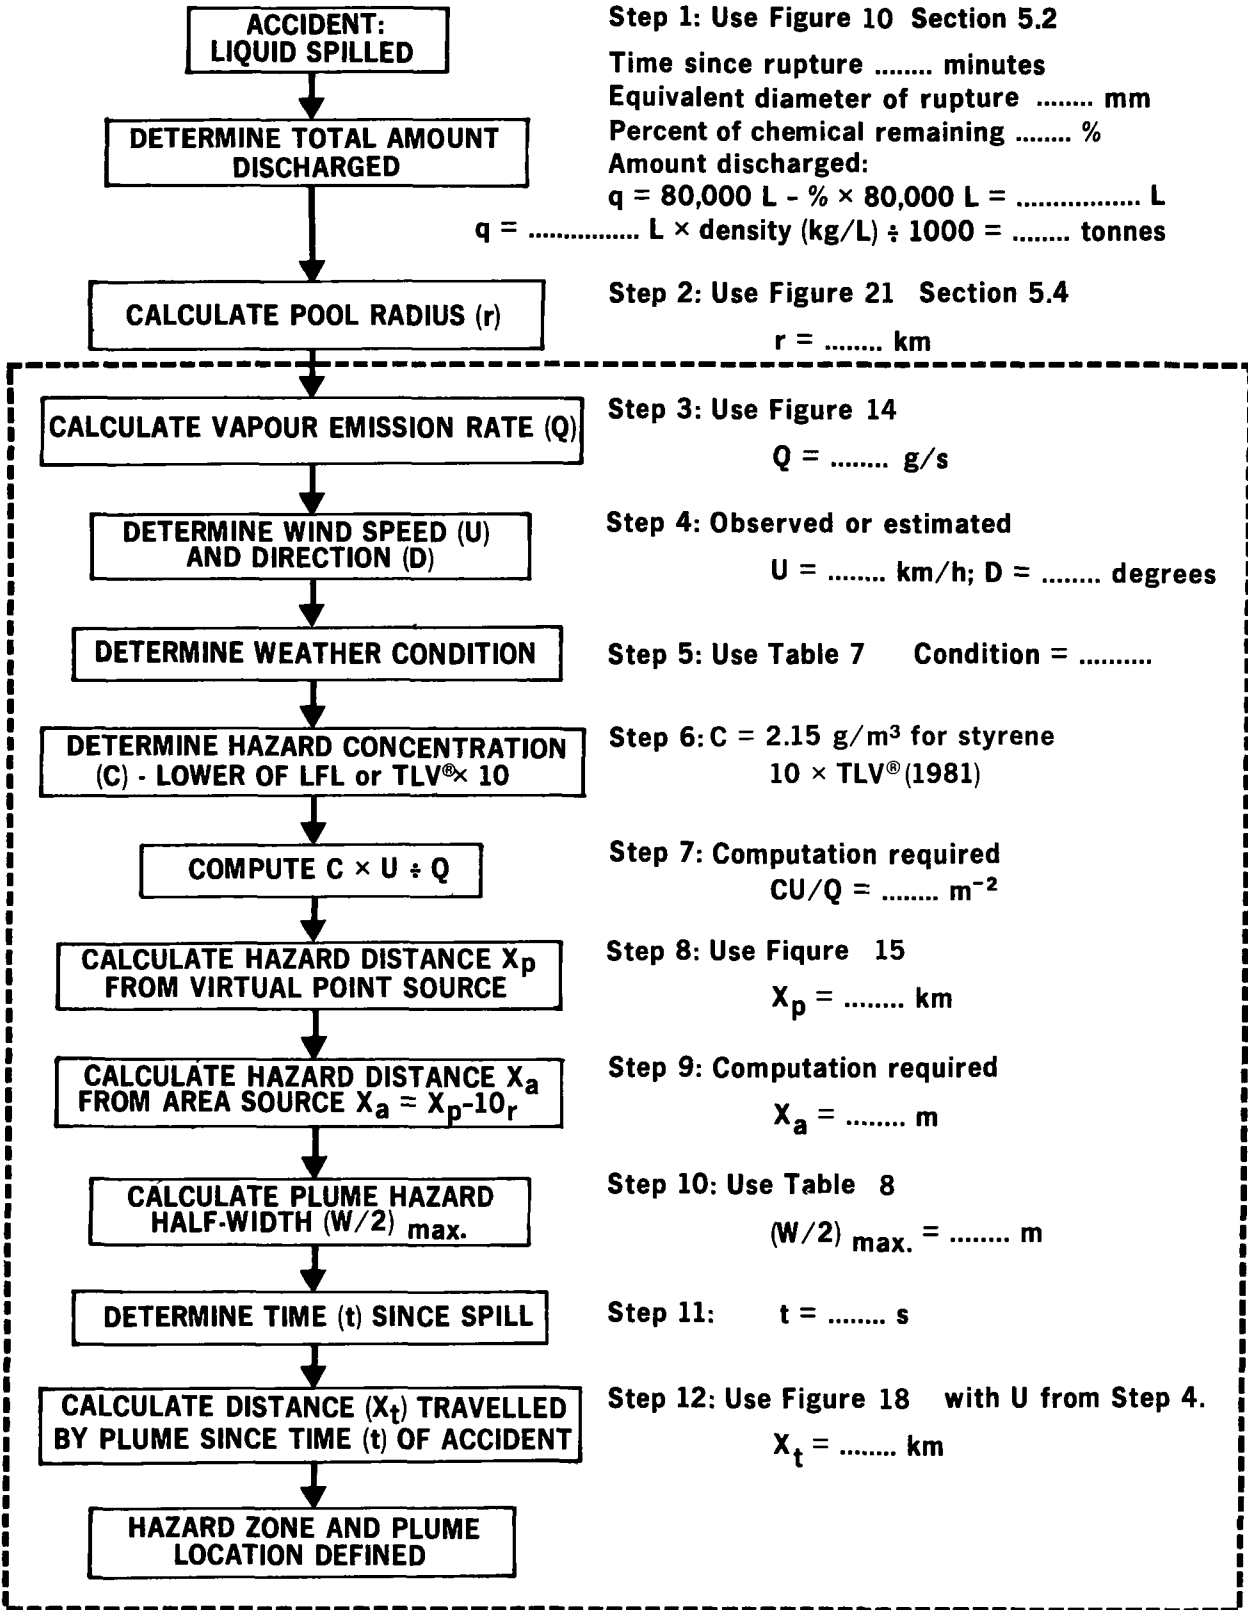 ACCIDENT:
LIQUID SPILLED
Step 1: Use Figure 10 Section 5.2
Time since rupture ........ minutes
Equivalent diameter of rupture ........ mm
DETERMINE TOTAL AMOUNT
DISCHARGED
Percent of chemical remaining ........ %
Amount discharged:
q = 80,000 L - % × 80,000 L = ................. L
q = ................ L × density (kg/L) ÷ 1000 = ........ tonnes
CALCULATE POOL RADIUS (r)
Step 2: Use Figure 21 Section 5.4
r = ........ km
CALCULATE VAPOUR EMISSION RATE (Q)
Step 3: Use Figure 14
Q = ........ g/s
DETERMINE WIND SPEED (U)
AND DIRECTION (D)
Step 4: Observed or estimated
U = ........ km/h; D = ........ degrees
DETERMINE WEATHER CONDITION
Step 5: Use Table 7 Condition = ..........
DETERMINE HAZARD CONCENTRATION
(C) - LOWER OF LFL or TLV®× 10
Step 6: C = 2.15 g/m³ for styrene
10 × TLV® (1981)
COMPUTE C × U ÷ Q
Step 7: Computation required
CU/Q = ........ m⁻²
CALCULATE HAZARD DISTANCE Xp
FROM VIRTUAL POINT SOURCE
Step 8: Use Fiqure 15
Xp = ........ km
CALCULATE HAZARD DISTANCE Xa
FROM AREA SOURCE Xa = Xp-10r
Step 9: Computation required
Xa = ........ m
CALCULATE PLUME HAZARD
HALF-WIDTH (W/2) max.
Step 10: Use Table 8
(W/2) max. = ........ m
DETERMINE TIME (t) SINCE SPILL
Step 11: t = ........ s
CALCULATE DISTANCE (Xt) TRAVELLED
BY PLUME SINCE TIME (t) OF ACCIDENT
Step 12: Use Figure 18 with U from Step 4.
Xt = ........ km
HAZARD ZONE AND PLUME
LOCATION DEFINED